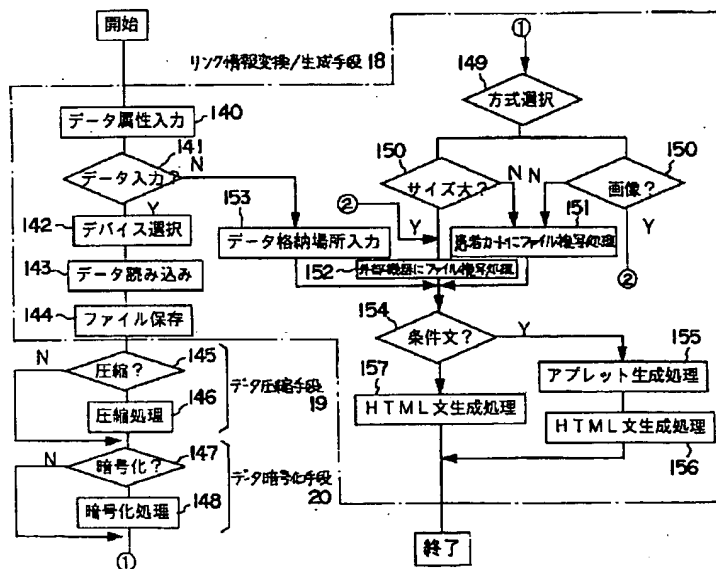 開始
リンク情報変換/生成手段 18
データ属性入力 140
データ入力? 141
N
Y
142 デバイス選択
143 データ読み込み
144 ファイル保存
N
圧縮? 145
圧縮処理 146
データ圧縮手段 19
N
暗号化? 147
暗号化処理 148
データ暗号化手段 20
①
①
149
方式選択
150
サイズ大?
N
N
150
画像?
Y
②
②
Y
151
患者カードにファイル複写処理
153
データ格納場所入力
152 外部機器にファイル複写処理
154
条件文?
Y
155
アプレット生成処理
157
HTML文生成処理
HTML文生成処理
156
終了